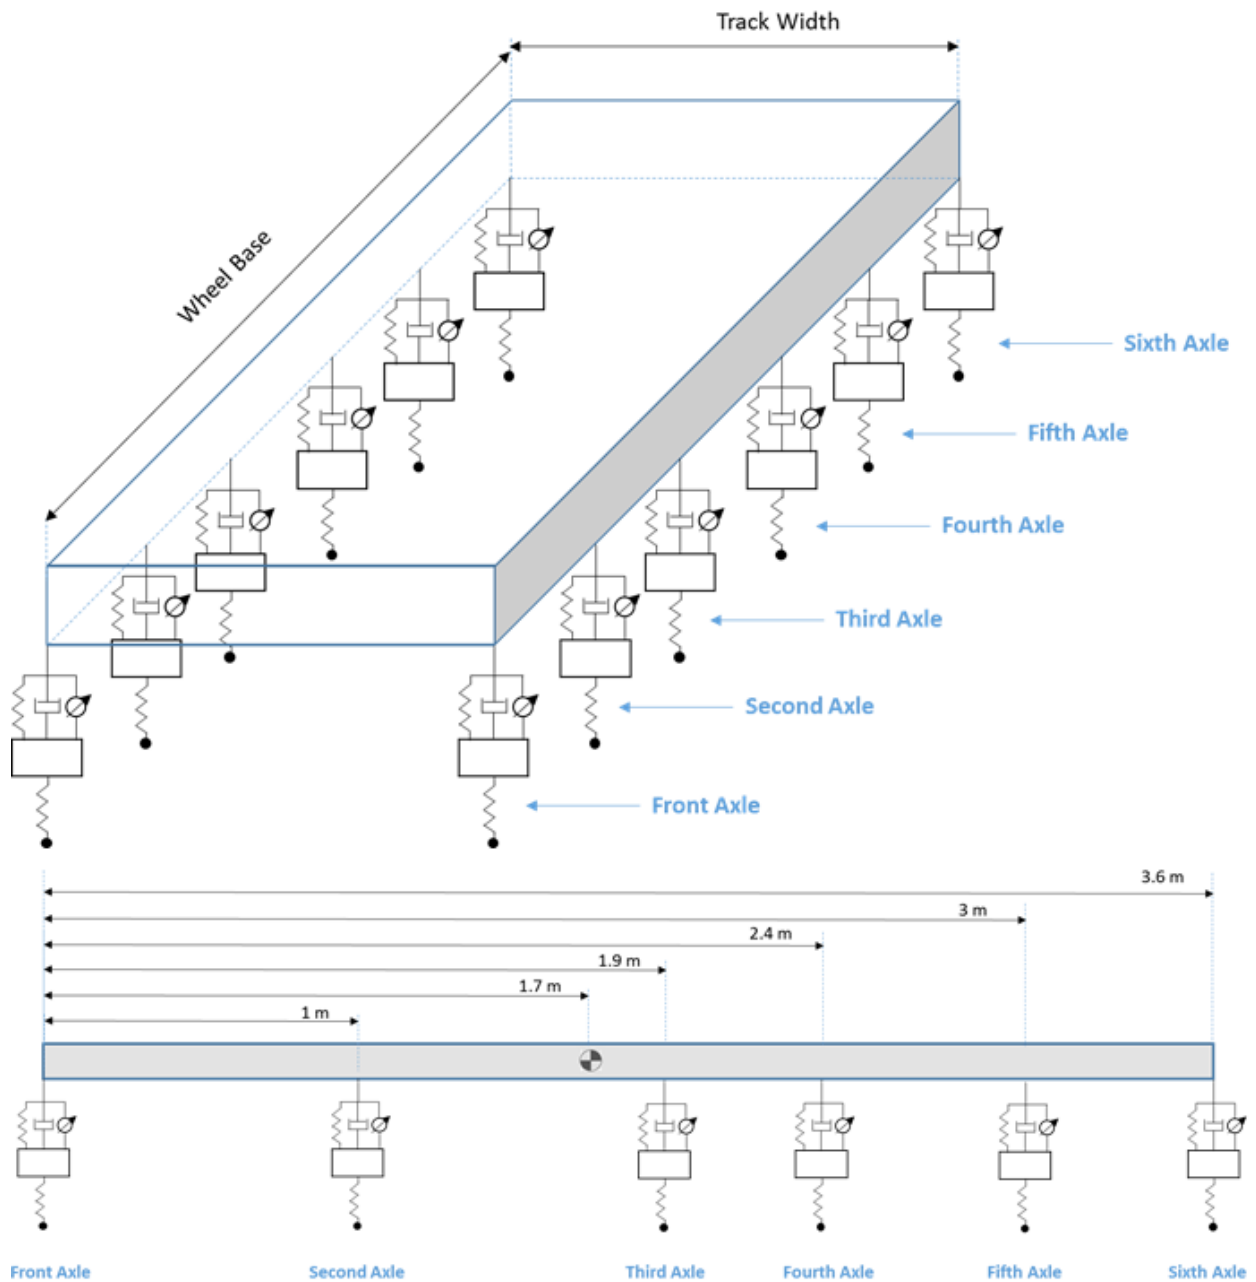 Track Width
Wheel Base
Sixth Axle
Fifth Axle
Fourth Axle
Third Axle
Second Axle
Front Axle
3.6 m
3 m
2.4 m
1.9 m
1.7 m
1 m
Front Axle Second Axle Third Axle Fourth Axle Fifth Axle Sixth Axle